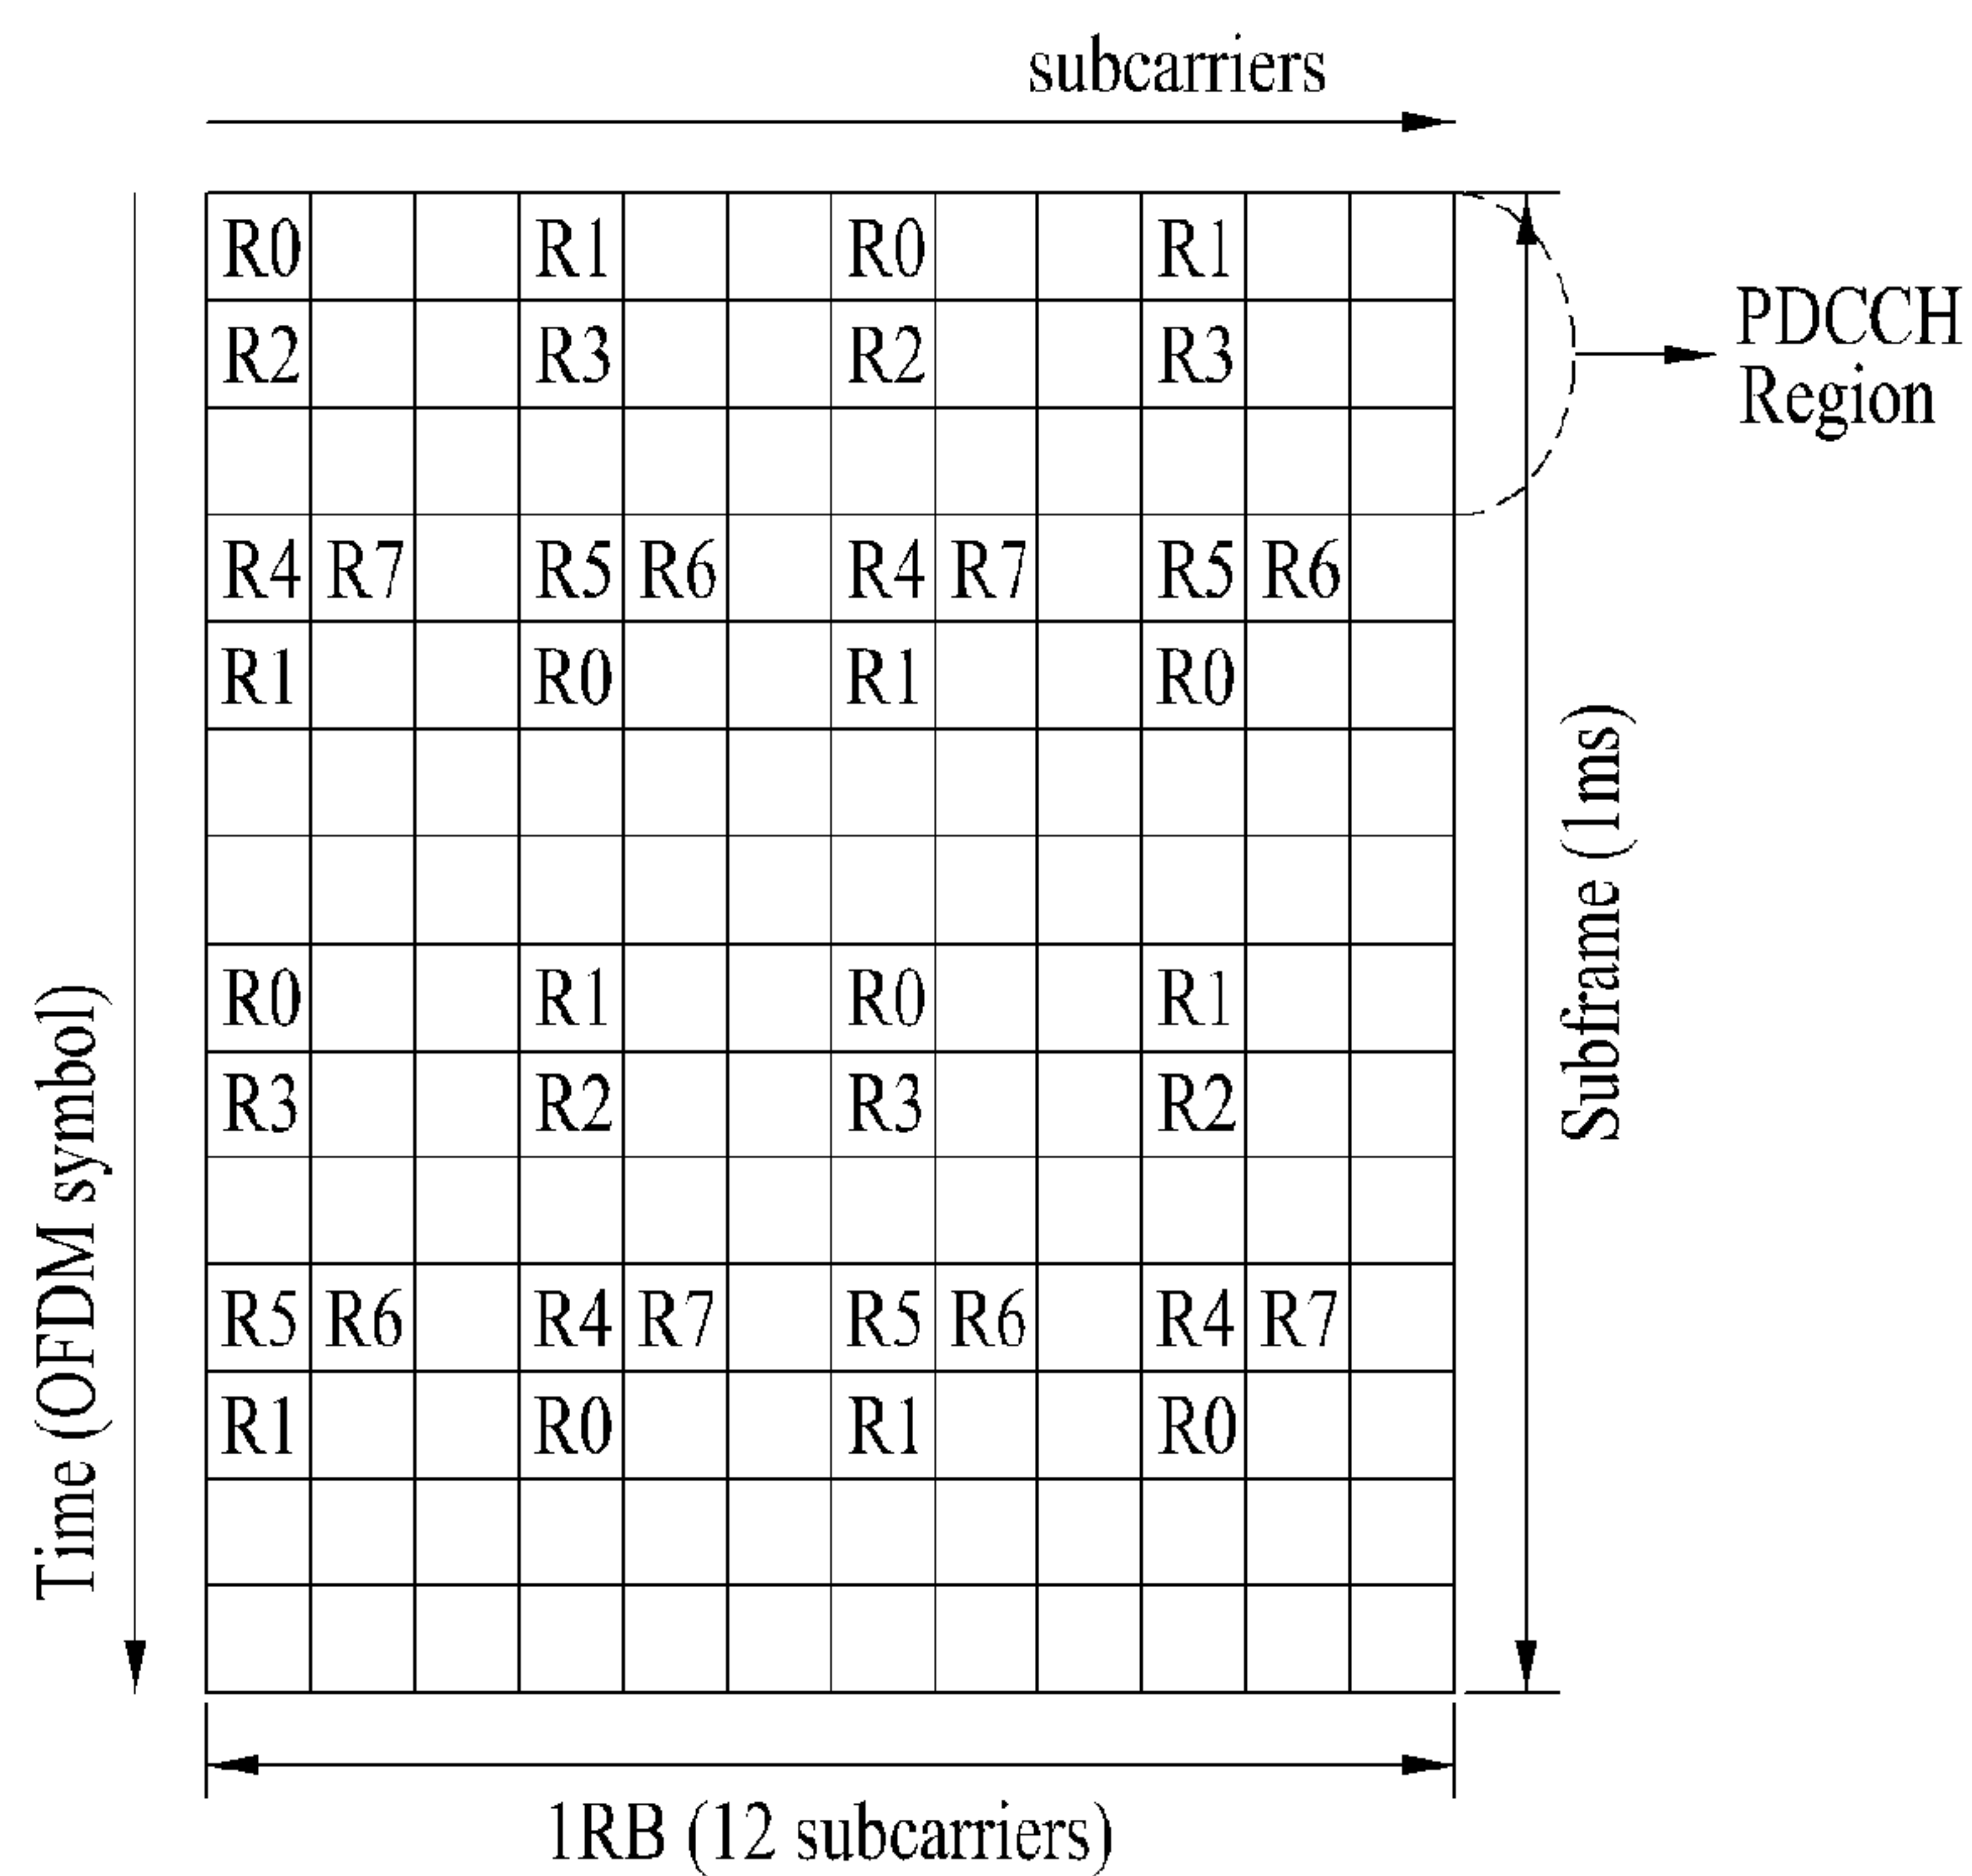 subcarriers
R0 R1 R0 R1
R2 R3 R2 R3
PDCCH
Region
R4 R7 R5 R6 R4 R7 R5 R6
R1 R0 R1 R0
R0 R1 R0 R1
R3 R2 R3 R2
R5 R6 R4 R7 R5 R6 R4 R7
R1 R0 R1 R0
Time (OFDM symbol)
Subframe (1ms)
1RB (12 subcarriers)